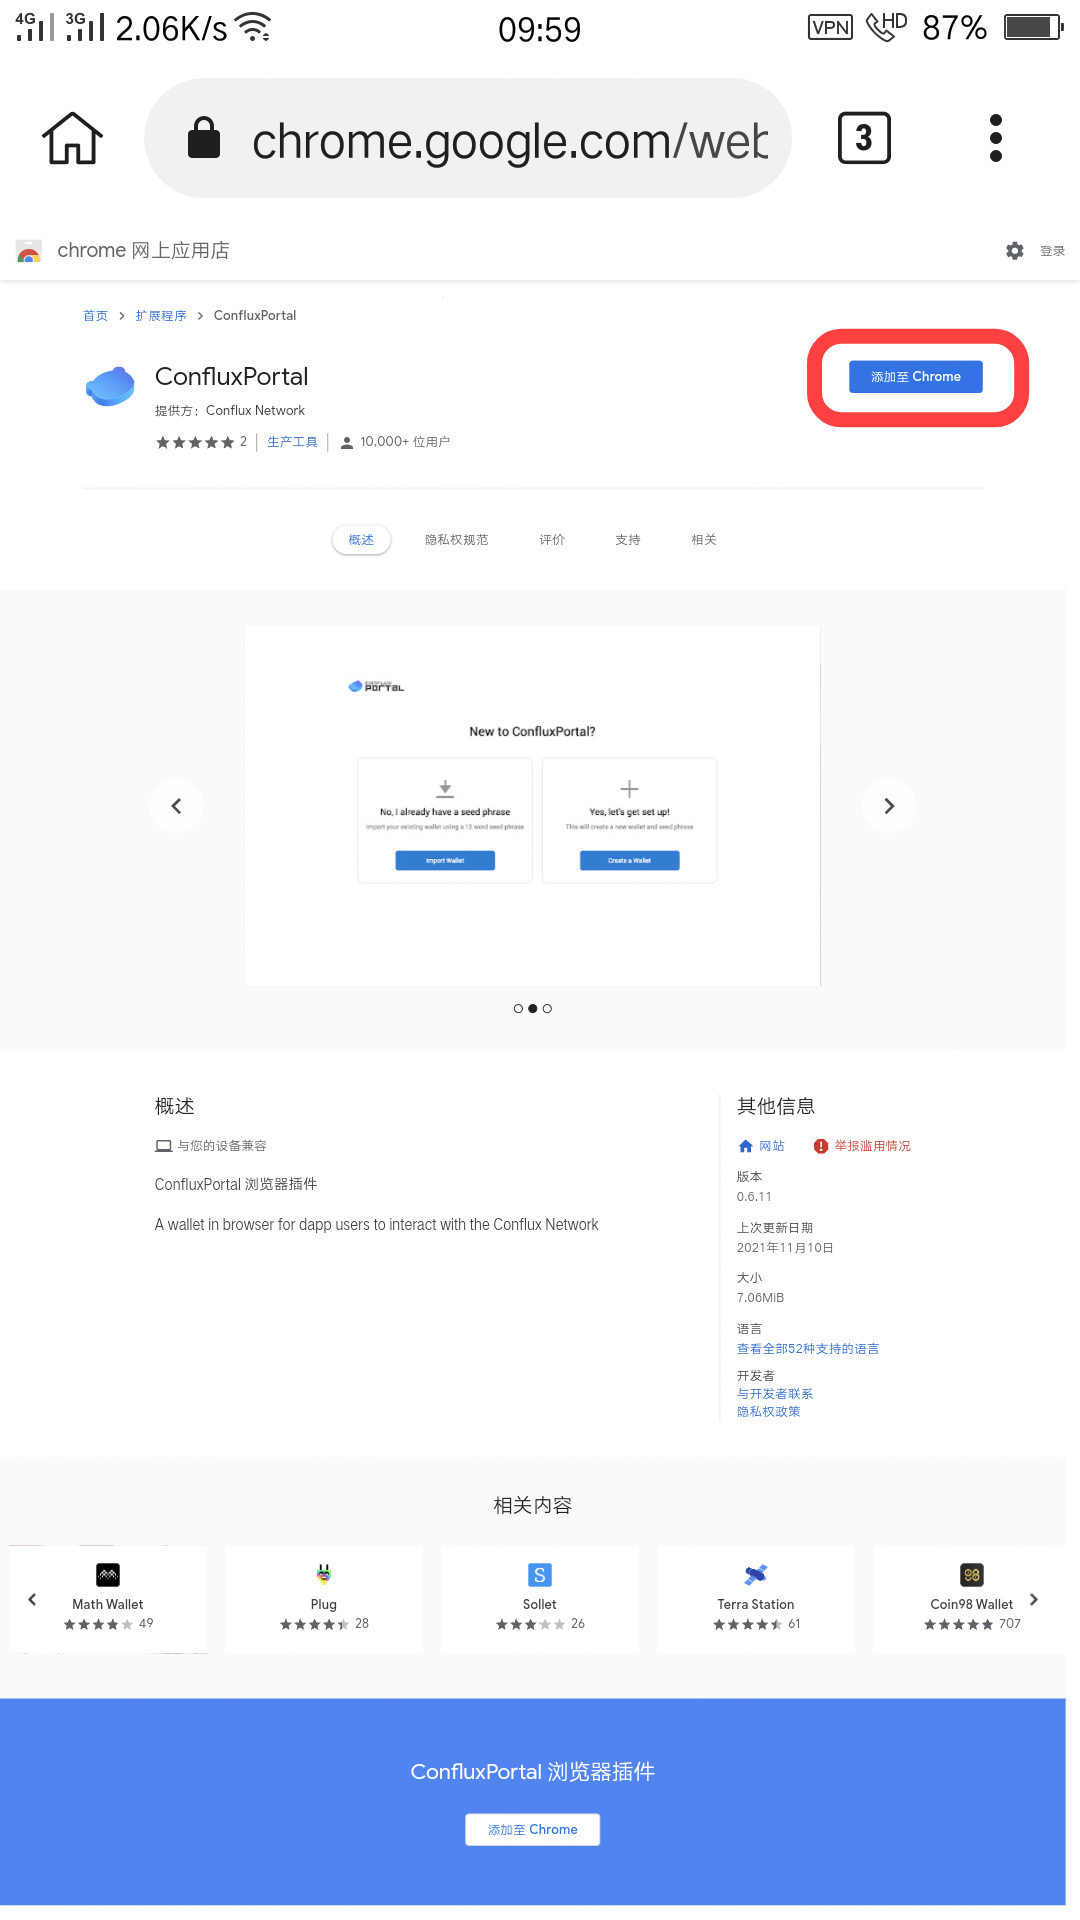 4G 3G 2.06K/s 09:59 VPN HD 87%
chrome.google.com/web 3
chrome 网上应用店 登录
首页 > 扩展程序 > ConfluxPortal
ConfluxPortal 添加至 Chrome
提供方：Conflux Network
2 生产工具 10,000+ 位用户
概述 隐私权规范 评价 支持 相关
CONFLUX
PORTAL
New to ConfluxPortal?
No, I already have a seed phrase
Import your existing wallet using a 12 word seed phrase
Import Wallet
Yes, let's get set up!
This will create a new wallet and seed phrase
Create a Wallet
概述
与您的设备兼容
ConfluxPortal 浏览器插件
A wallet in browser for dapp users to interact with the Conflux Network
其他信息
网站 举报滥用情况
版本
0.6.11
上次更新日期
2021年11月10日
大小
7.06MiB
语言
查看全部52种支持的语言
开发者
与开发者联系
隐私权政策
相关内容
Math Wallet
49
Plug
28
S
Sollet
26
Terra Station
61
98
Coin98 Wallet
707
ConfluxPortal 浏览器插件
添加至 Chrome